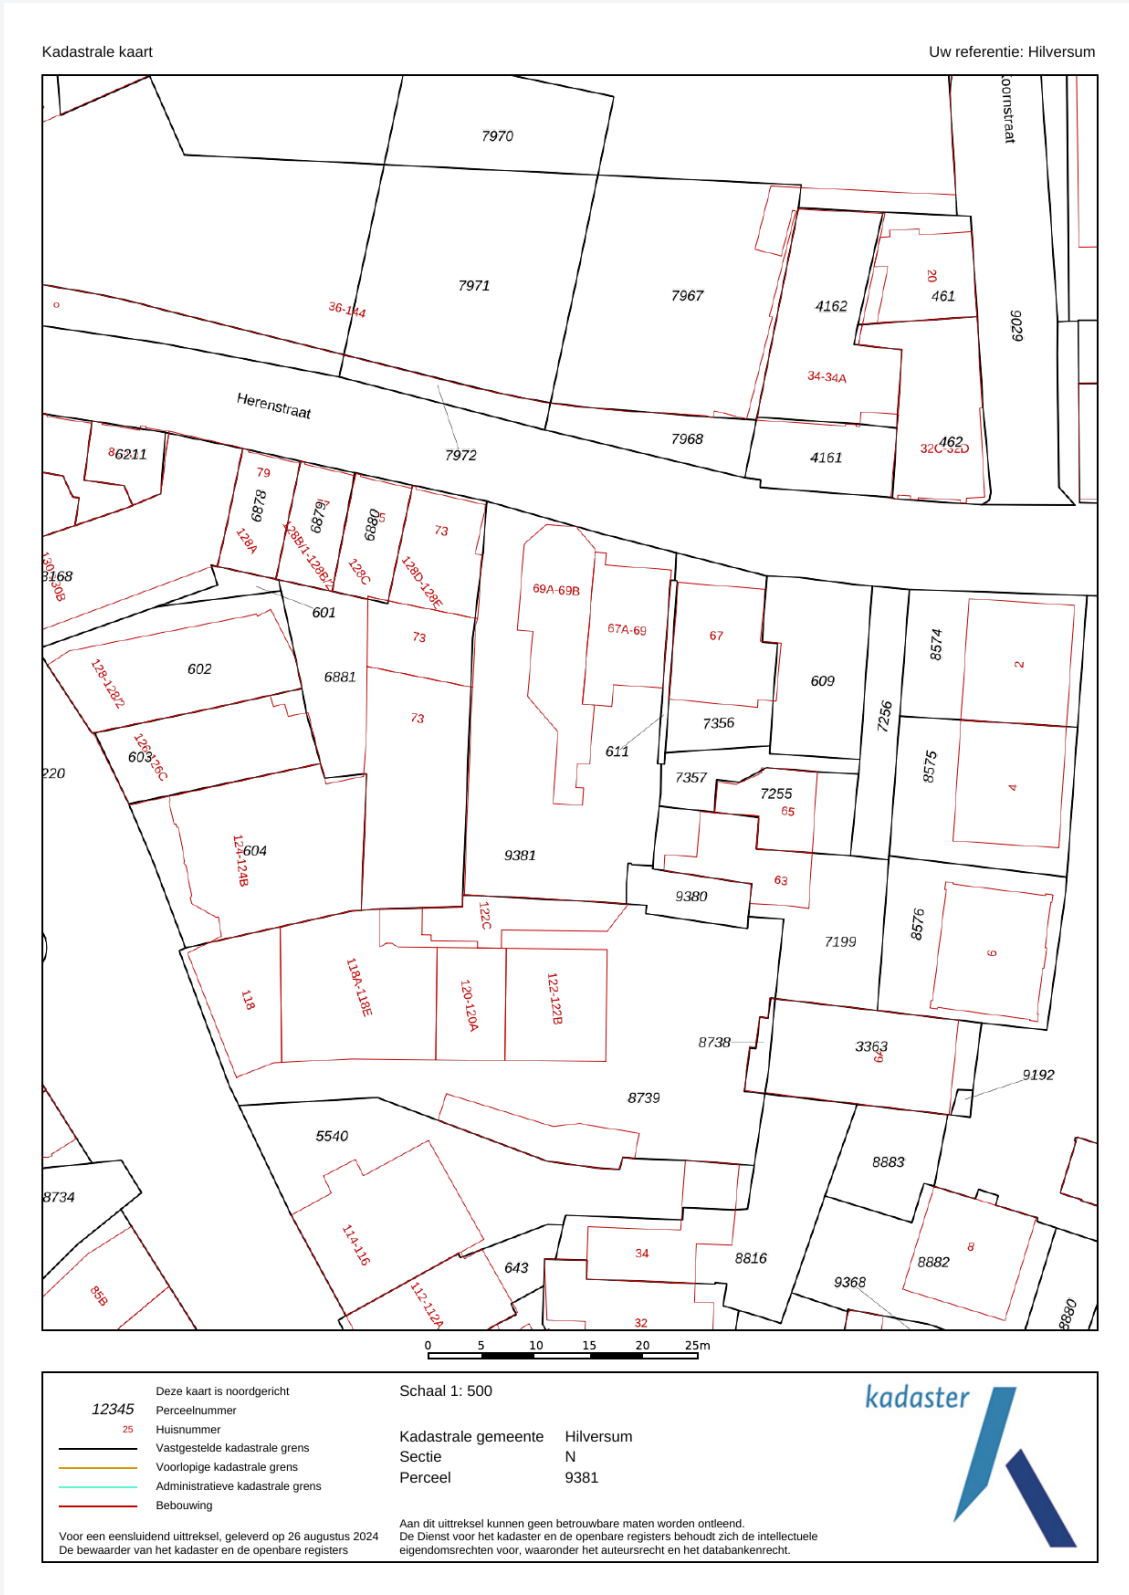 Kadastrale kaart
Uw referentie: Hilversum
7970
7971
7967
4162
20
461
9029
36-144
34-34A
Herenstraat
7972
7968
4161
462
32C-32D
6211
79
6878
128A
6879
128B/1-128B/2
6880
128C
73
128D-128E
69A-69B
67A-69
67
601
602
128-128/2
6881
73
73
603
126-126C
604
124-124B
609
7256
8574
2
8575
4
7356
611
7357
7255
65
63
9381
9380
122C
7199
8576
6
118
118A-118E
120-120A
122-122B
8738
3363
9192
8739
5540
8883
8734
114-116
643
34
8816
9368
8882
8
8880
85B
112-112A
32
0 5 10 15 20 25m
Deze kaart is noordgericht
12345 Perceelnummer
25 Huisnummer
Vastgestelde kadastrale grens
Voorlopige kadastrale grens
Administratieve kadastrale grens
Bebouwing
Voor een eensluidend uittreksel, geleverd op 26 augustus 2024
De bewaarder van het kadaster en de openbare registers
Schaal 1: 500
Kadastrale gemeente Hilversum
Sectie N
Perceel 9381
Aan dit uittreksel kunnen geen betrouwbare maten worden ontleend.
De Dienst voor het kadaster en de openbare registers behoudt zich de intellectuele
eigendomsrechten voor, waaronder het auteursrecht en het databankenrecht.
kadaster